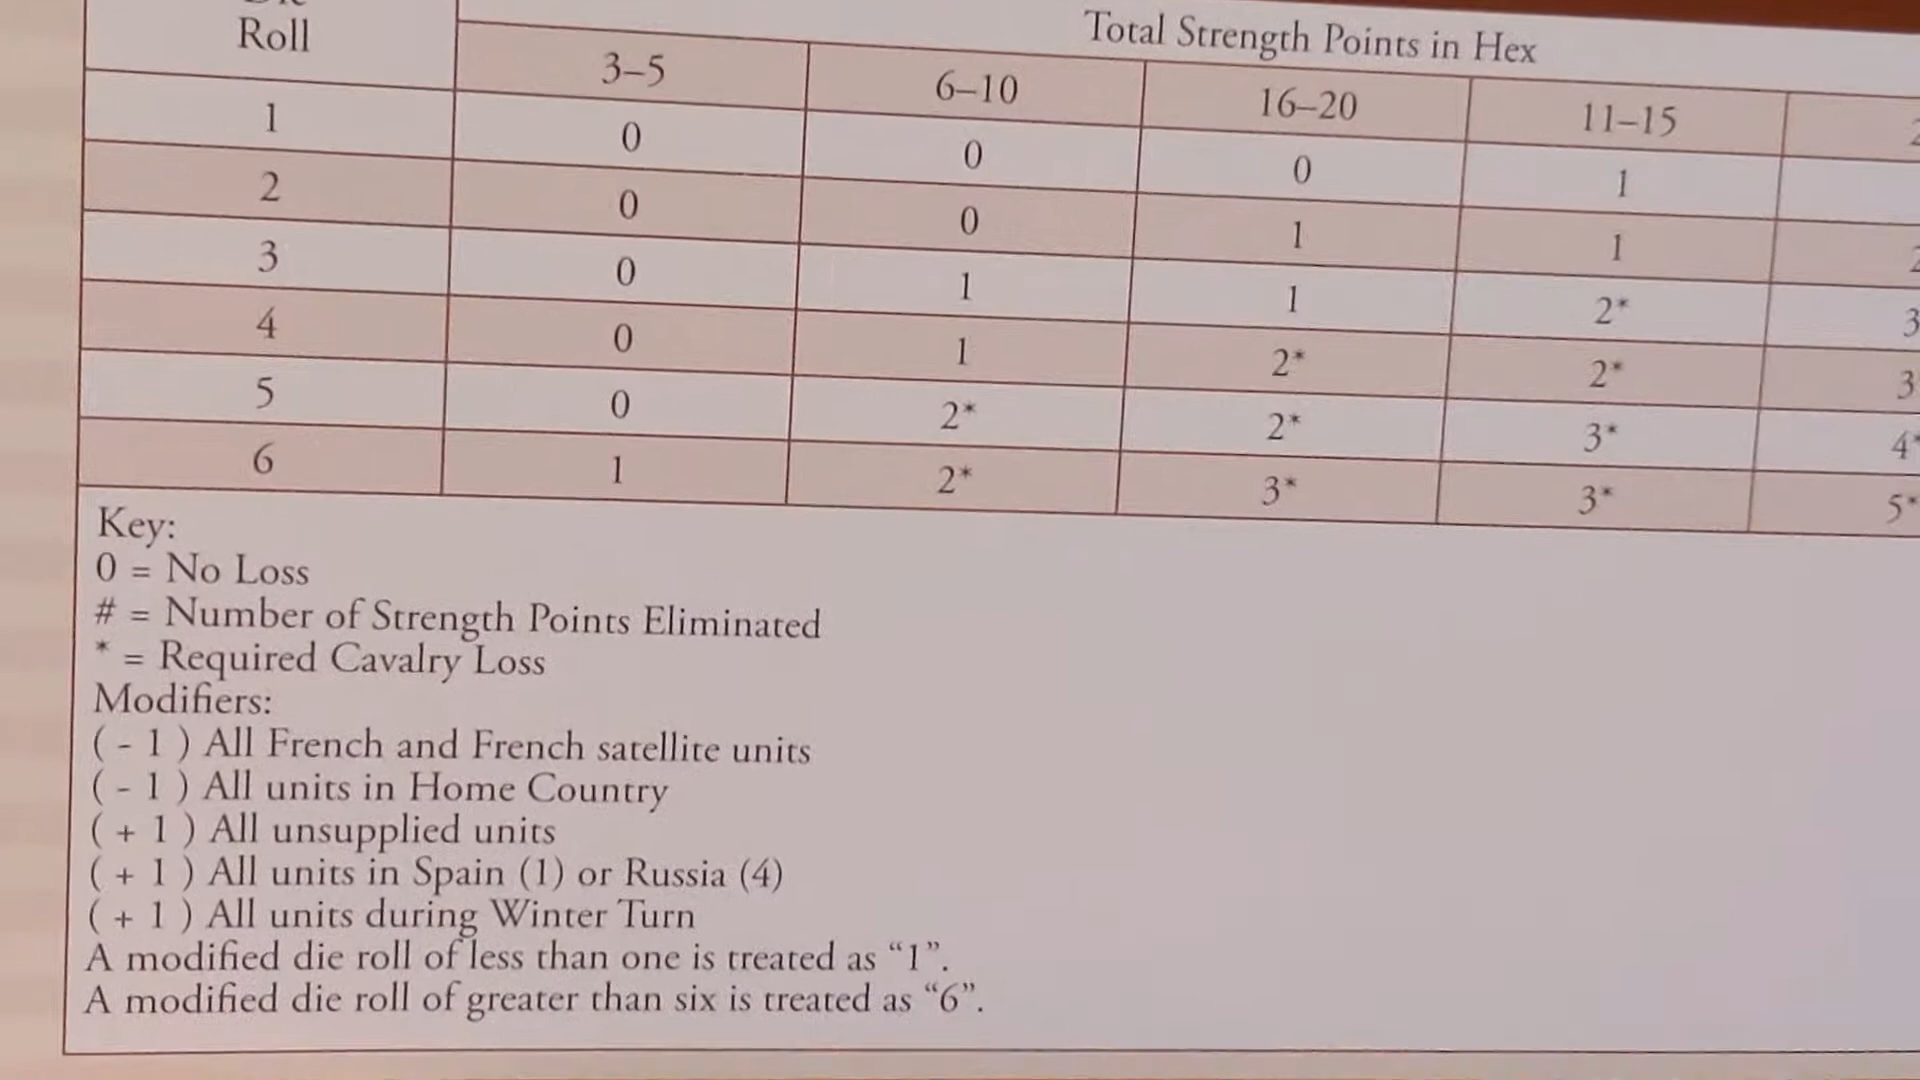 Roll
Total Strength Points in Hex
3–5 6–10 16–20 11–15
1 0 0 0 1
2 0 0 1 1
3 0 1 1 2* 3
4 0 1 2* 2* 3
5 0 2* 2* 3* 4*
6 1 2* 3* 3* 5*
Key:
0 = No Loss
# = Number of Strength Points Eliminated
* = Required Cavalry Loss
Modifiers:
( - 1 ) All French and French satellite units
( - 1 ) All units in Home Country
( + 1 ) All unsupplied units
( + 1 ) All units in Spain (1) or Russia (4)
( + 1 ) All units during Winter Turn
A modified die roll of less than one is treated as “1”.
A modified die roll of greater than six is treated as “6”.